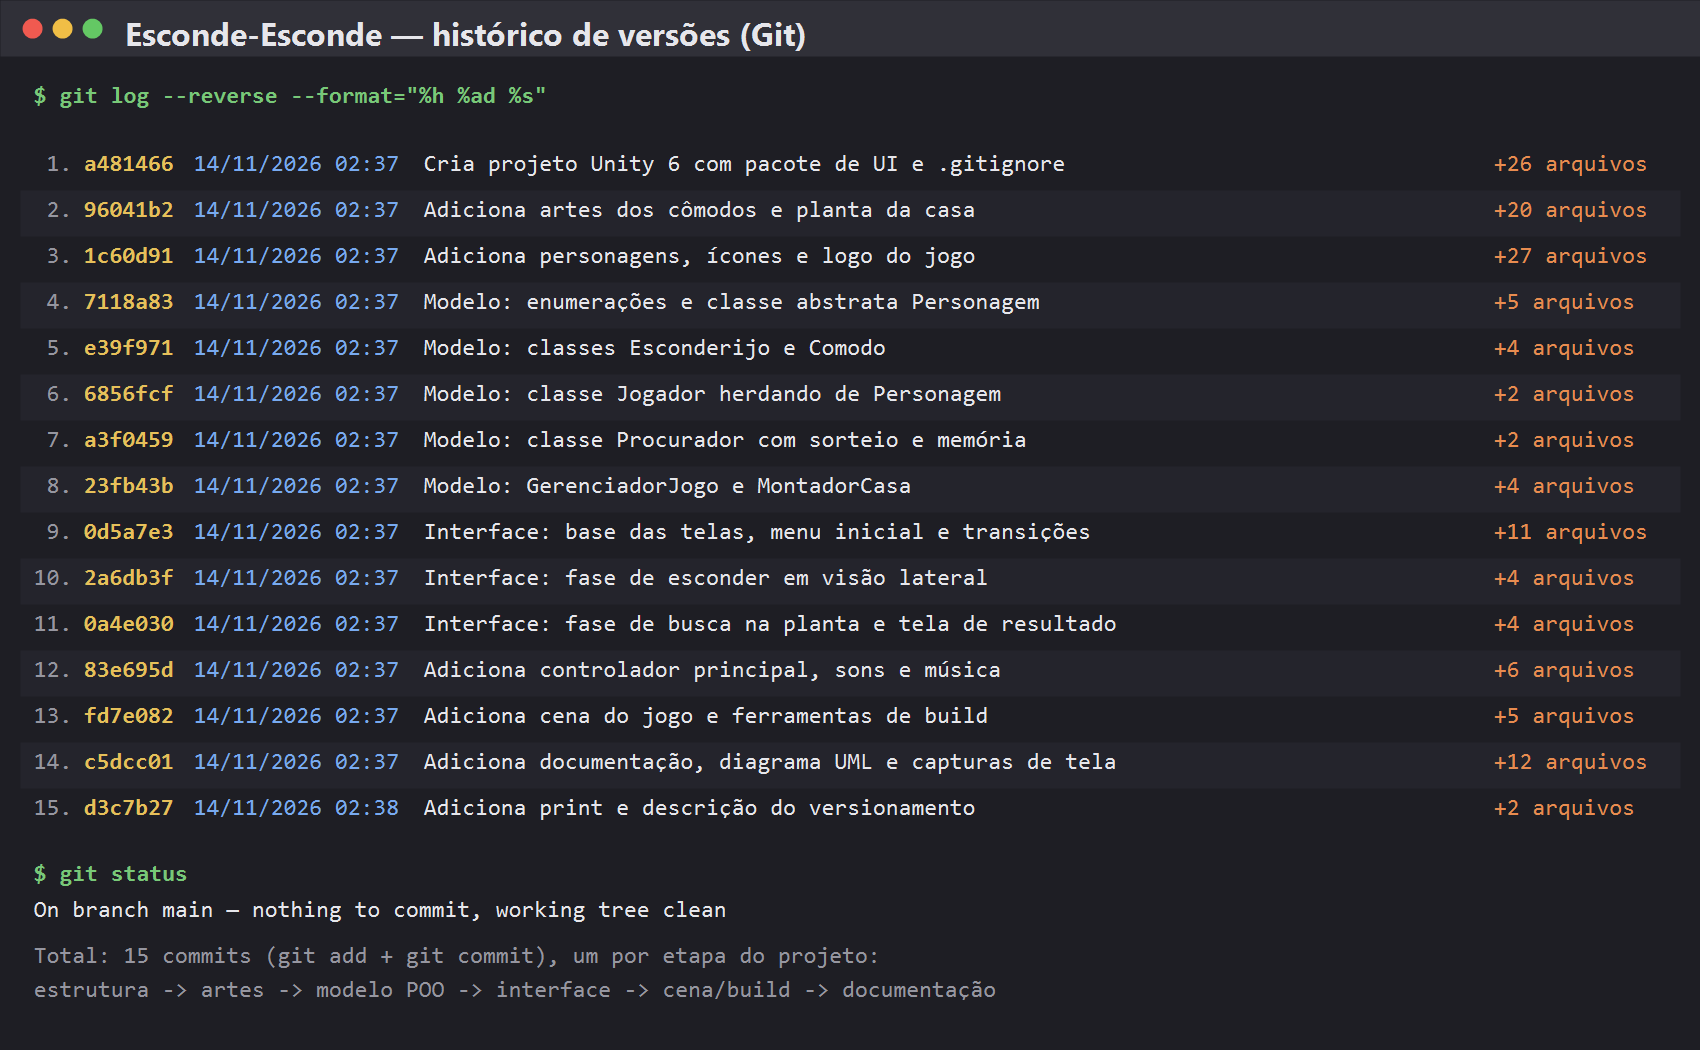 Esconde-Esconde — histórico de versões (Git)
$ git log --reverse --format="%h %ad %s"
1. a481466 14/11/2026 02:37 Cria projeto Unity 6 com pacote de UI e .gitignore +26 arquivos
2. 96041b2 14/11/2026 02:37 Adiciona artes dos cômodos e planta da casa +20 arquivos
3. 1c60d91 14/11/2026 02:37 Adiciona personagens, ícones e logo do jogo +27 arquivos
4. 7118a83 14/11/2026 02:37 Modelo: enumerações e classe abstrata Personagem +5 arquivos
5. e39f971 14/11/2026 02:37 Modelo: classes Esconderijo e Comodo +4 arquivos
6. 6856fcf 14/11/2026 02:37 Modelo: classe Jogador herdando de Personagem +2 arquivos
7. a3f0459 14/11/2026 02:37 Modelo: classe Procurador com sorteio e memória +2 arquivos
8. 23fb43b 14/11/2026 02:37 Modelo: GerenciadorJogo e MontadorCasa +4 arquivos
9. 0d5a7e3 14/11/2026 02:37 Interface: base das telas, menu inicial e transições +11 arquivos
10. 2a6db3f 14/11/2026 02:37 Interface: fase de esconder em visão lateral +4 arquivos
11. 0a4e030 14/11/2026 02:37 Interface: fase de busca na planta e tela de resultado +4 arquivos
12. 83e695d 14/11/2026 02:37 Adiciona controlador principal, sons e música +6 arquivos
13. fd7e082 14/11/2026 02:37 Adiciona cena do jogo e ferramentas de build +5 arquivos
14. c5dcc01 14/11/2026 02:37 Adiciona documentação, diagrama UML e capturas de tela +12 arquivos
15. d3c7b27 14/11/2026 02:38 Adiciona print e descrição do versionamento +2 arquivos
$ git status
On branch main — nothing to commit, working tree clean
Total: 15 commits (git add + git commit), um por etapa do projeto:
estrutura -> artes -> modelo POO -> interface -> cena/build -> documentação